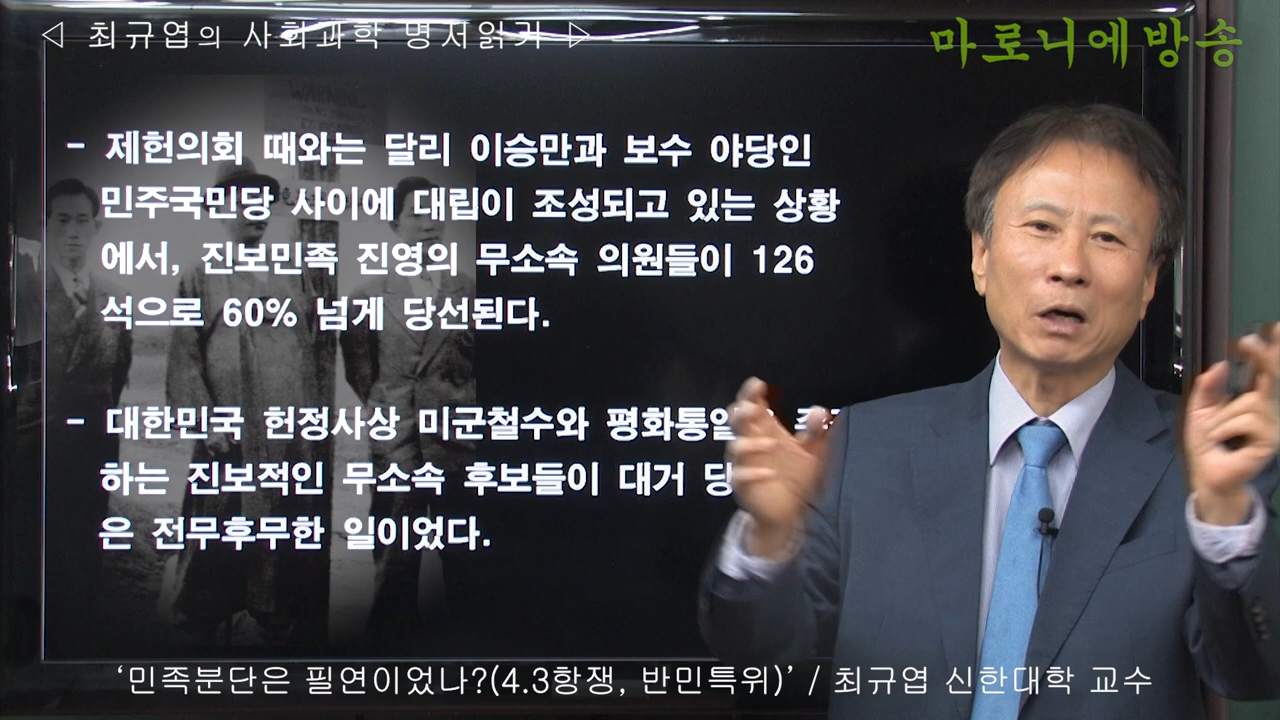 ◁ 최규엽의 사회과학 명저읽기 ▷
마로니에방송
- 제헌의회 때와는 달리 이승만과 보수 야당인
민주국민당 사이에 대립이 조성되고 있는 상황
에서, 진보민족 진영의 무소속 의원들이 126
석으로 60% 넘게 당선된다.
- 대한민국 헌정사상 미군철수와 평화통일
하는 진보적인 무소속 후보들이 대거
은 전무후무한 일이었다.
‘민족분단은 필연이었나?(4.3항쟁, 반민특위)’ / 최규엽 신한대학 교수